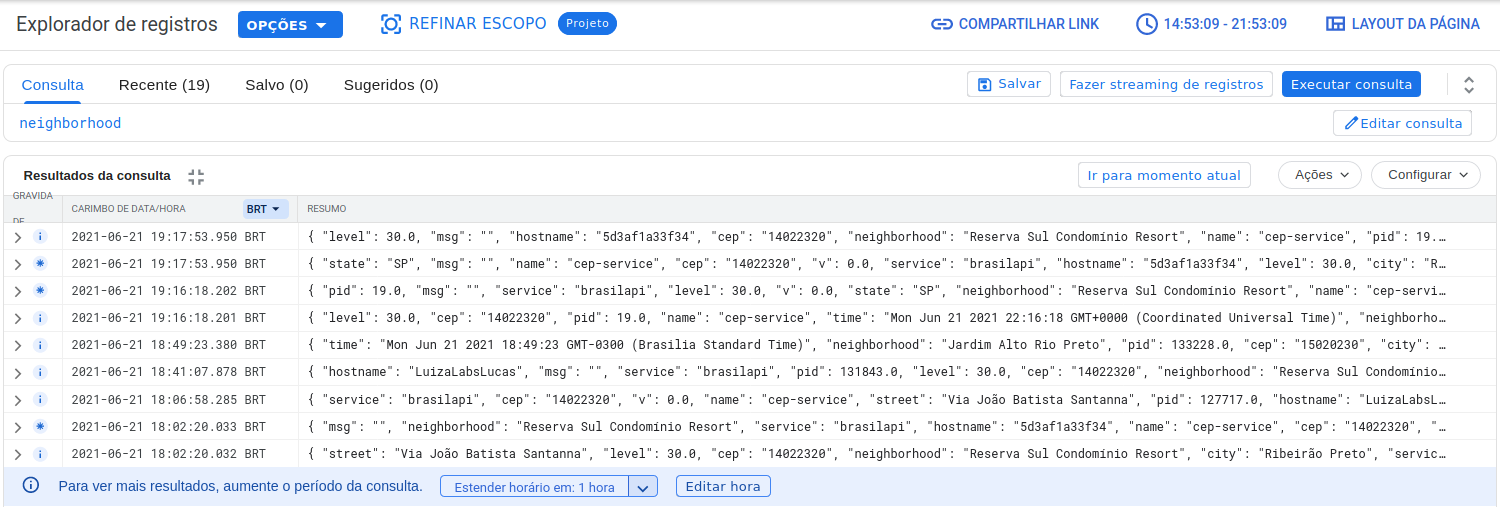 Explorador de registros OPÇÕES REFINAR ESCOPO Projeto COMPARTILHAR LINK 14:53:09 - 21:53:09 LAYOUT DA PÁGINA
Consulta Recente (19) Salvo (0) Sugeridos (0) Salvar Fazer streaming de registros Executar consulta
neighborhood Editar consulta
Resultados da consulta Ir para momento atual Ações Configurar
GRAVIDA
DE
CARIMBO DE DATA/HORA BRT RESUMO
2021-06-21 19:17:53.950 BRT { "level": 30.0, "msg": "", "hostname": "5d3af1a33f34", "cep": "14022320", "neighborhood": "Reserva Sul Condomínio Resort", "name": "cep-service", "pid": 19.…
2021-06-21 19:17:53.950 BRT { "state": "SP", "msg": "", "name": "cep-service", "cep": "14022320", "v": 0.0, "service": "brasilapi", "hostname": "5d3af1a33f34", "level": 30.0, "city": "R…
2021-06-21 19:16:18.202 BRT { "pid": 19.0, "msg": "", "service": "brasilapi", "level": 30.0, "v": 0.0, "state": "SP", "neighborhood": "Reserva Sul Condomínio Resort", "name": "cep-servi…
2021-06-21 19:16:18.201 BRT { "level": 30.0, "cep": "14022320", "pid": 19.0, "name": "cep-service", "time": "Mon Jun 21 2021 22:16:18 GMT+0000 (Coordinated Universal Time)", "neighborho…
2021-06-21 18:49:23.380 BRT { "time": "Mon Jun 21 2021 18:49:23 GMT-0300 (Brasilia Standard Time)", "neighborhood": "Jardim Alto Rio Preto", "pid": 133228.0, "cep": "15020230", "city": …
2021-06-21 18:41:07.878 BRT { "hostname": "LuizaLabsLucas", "msg": "", "service": "brasilapi", "pid": 131843.0, "level": 30.0, "cep": "14022320", "neighborhood": "Reserva Sul Condomínio…
2021-06-21 18:06:58.285 BRT { "service": "brasilapi", "cep": "14022320", "v": 0.0, "name": "cep-service", "street": "Via João Batista Santanna", "pid": 127717.0, "hostname": "LuizaLabsL…
2021-06-21 18:02:20.033 BRT { "msg": "", "neighborhood": "Reserva Sul Condomínio Resort", "service": "brasilapi", "hostname": "5d3af1a33f34", "name": "cep-service", "cep": "14022320", "…
2021-06-21 18:02:20.032 BRT { "street": "Via João Batista Santanna", "level": 30.0, "cep": "14022320", "neighborhood": "Reserva Sul Condomínio Resort", "city": "Ribeirão Preto", "servic…
Para ver mais resultados, aumente o período da consulta. Estender horário em: 1 hora Editar hora